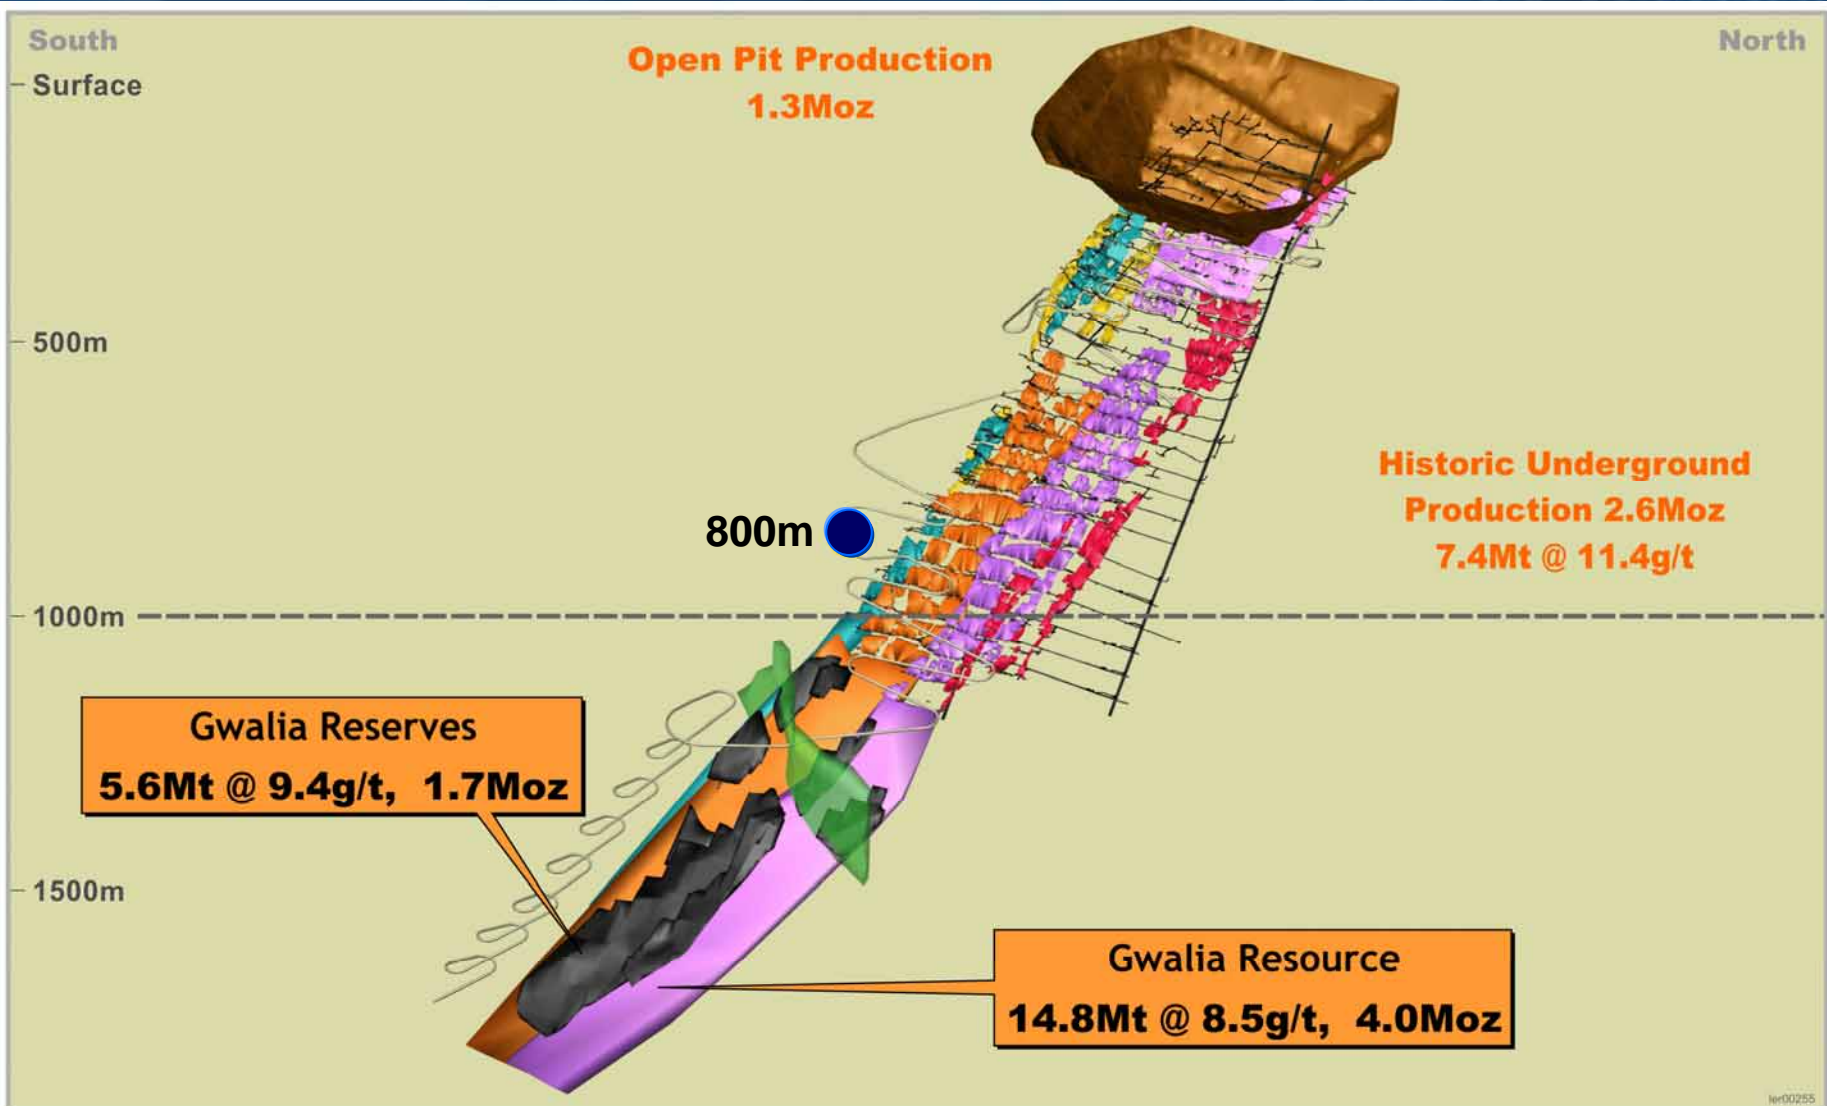 South
North
Surface
Open Pit Production
1.3Moz
500m
Historic Underground
Production 2.6Moz
7.4Mt @ 11.4g/t
800m
1000m
Gwalia Reserves
5.6Mt @ 9.4g/t, 1.7Moz
1500m
Gwalia Resource
14.8Mt @ 8.5g/t, 4.0Moz
ler00255